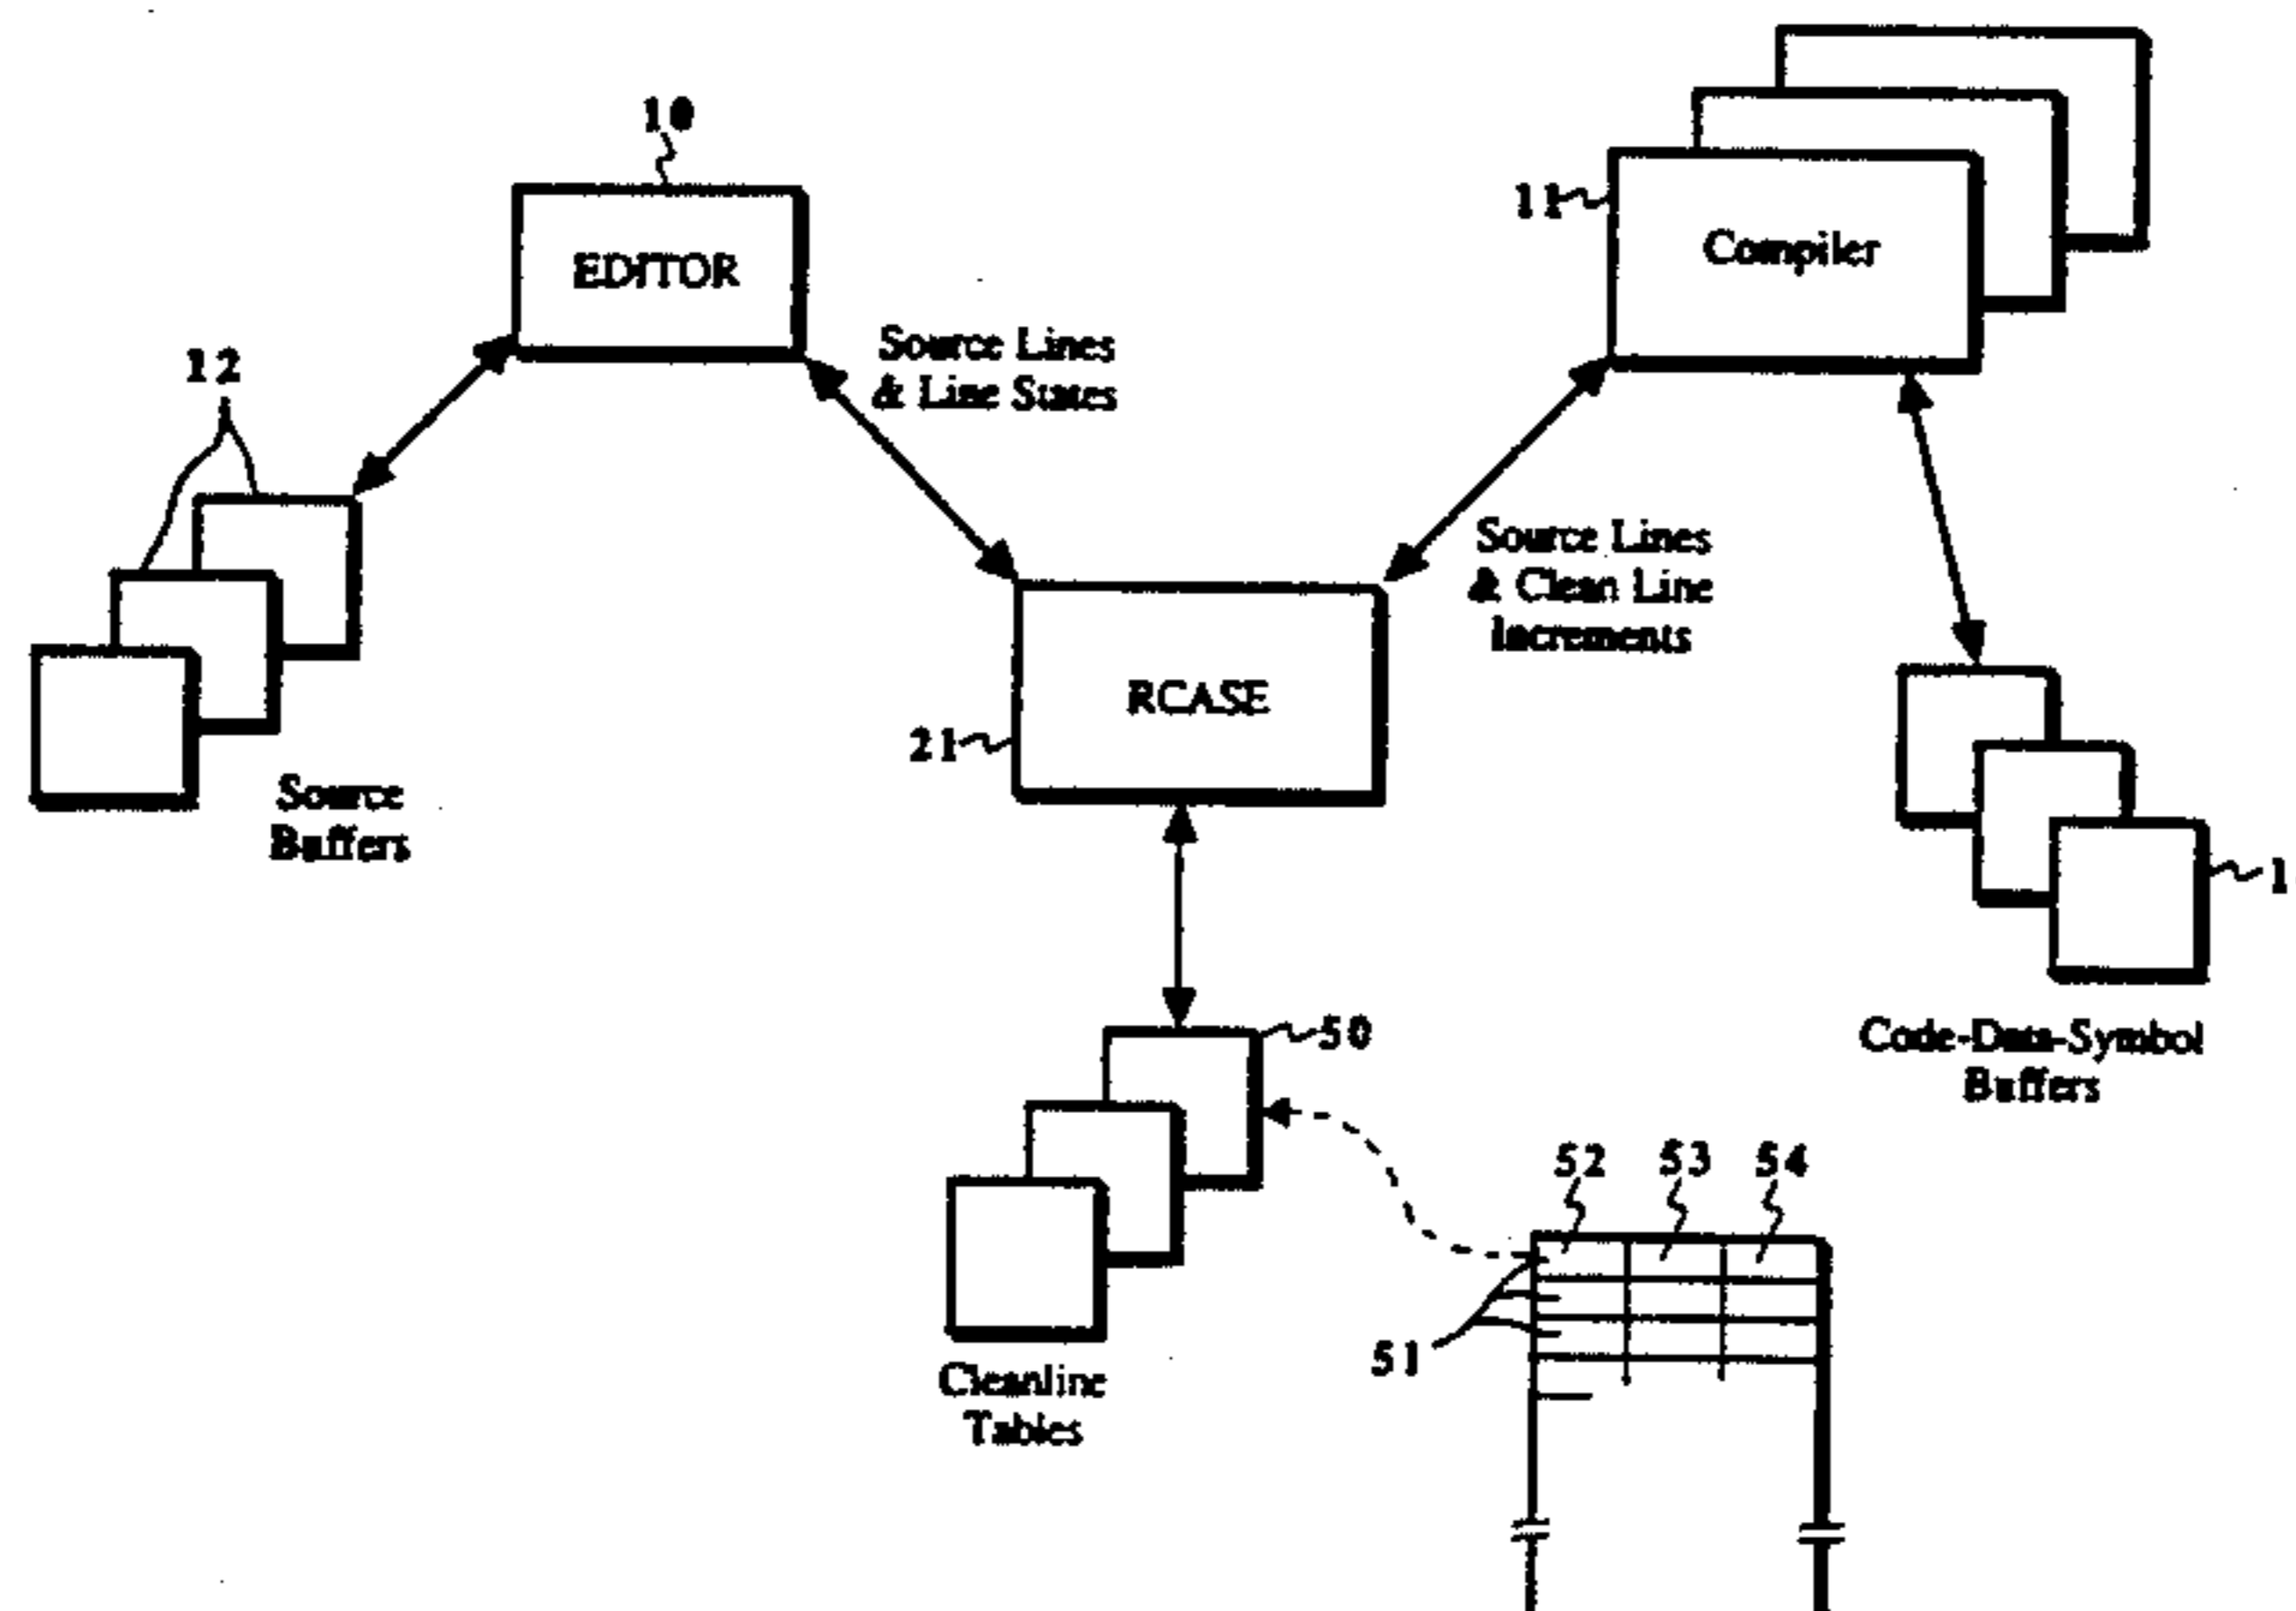 10
EDITOR
11
Compiler
12
Source Lines
& Line States
Source Lines
& Clean Line
Increments
RCASE
21
Source
Buffers
1
Code-Data-Symbol
Buffers
50
Cleanline
Tables
52 53 54
51